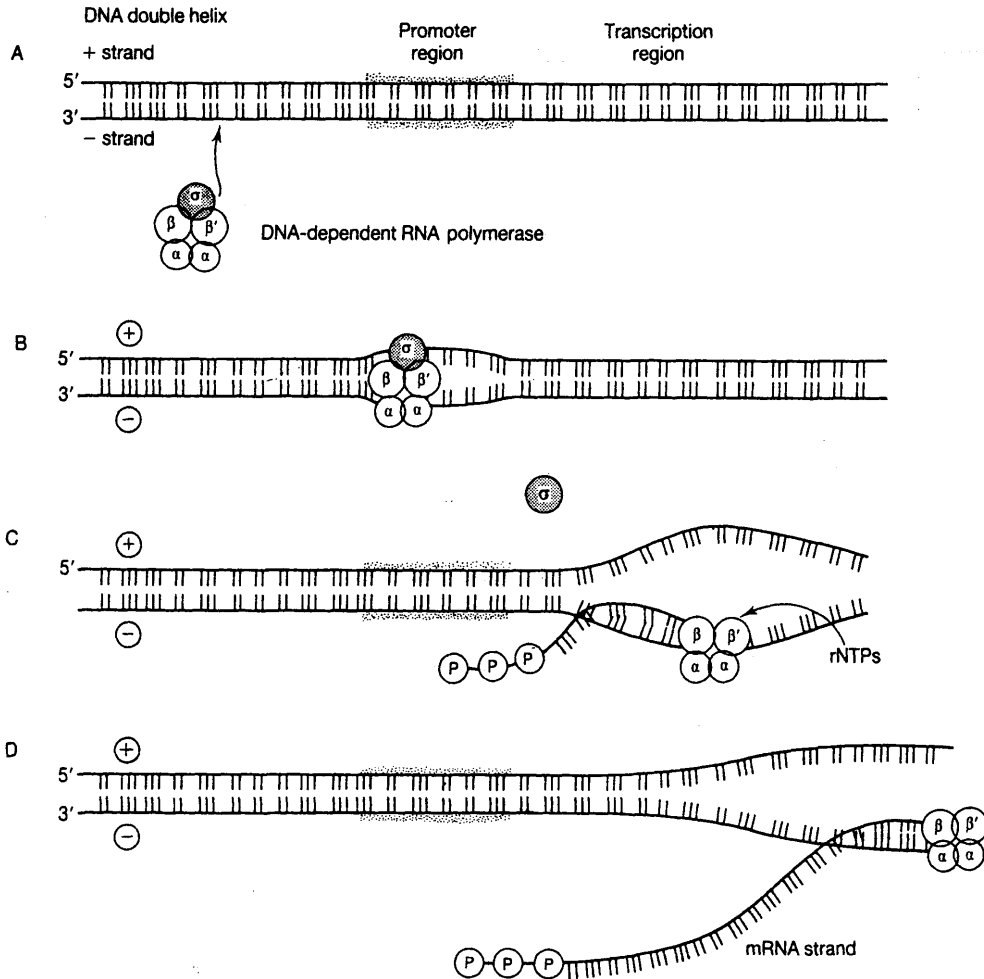 DNA double helix
A
+ strand
Promoter
region
Transcription
region
5′
3′
− strand
σ
β β′
α α
DNA-dependent RNA polymerase
B
+
5′
3′
−
σ
β β′
α α
σ
C
+
5′
−
β β′
α α
rNTPs
P P P
D
+
5′
3′
−
β β′
α α
mRNA strand
P P P